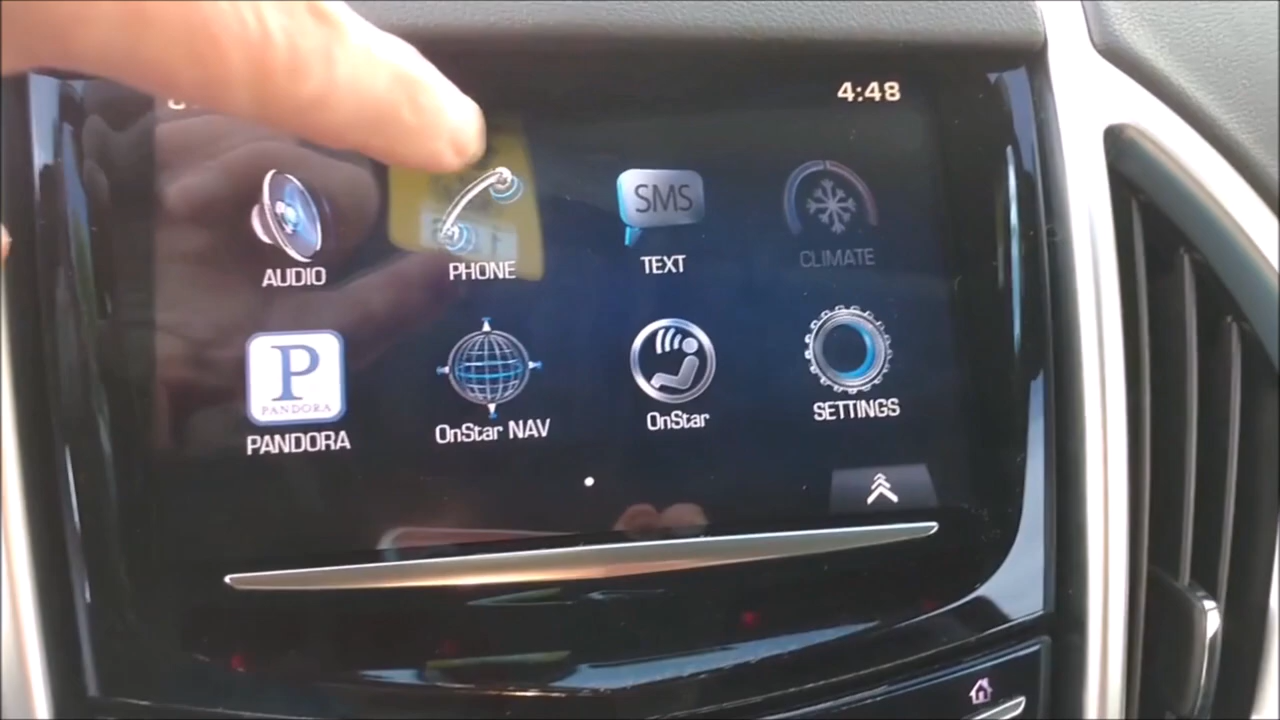 4:48
AUDIO
PHONE
SMS
TEXT
CLIMATE
P
PANDORA
PANDORA
OnStar NAV
OnStar
SETTINGS